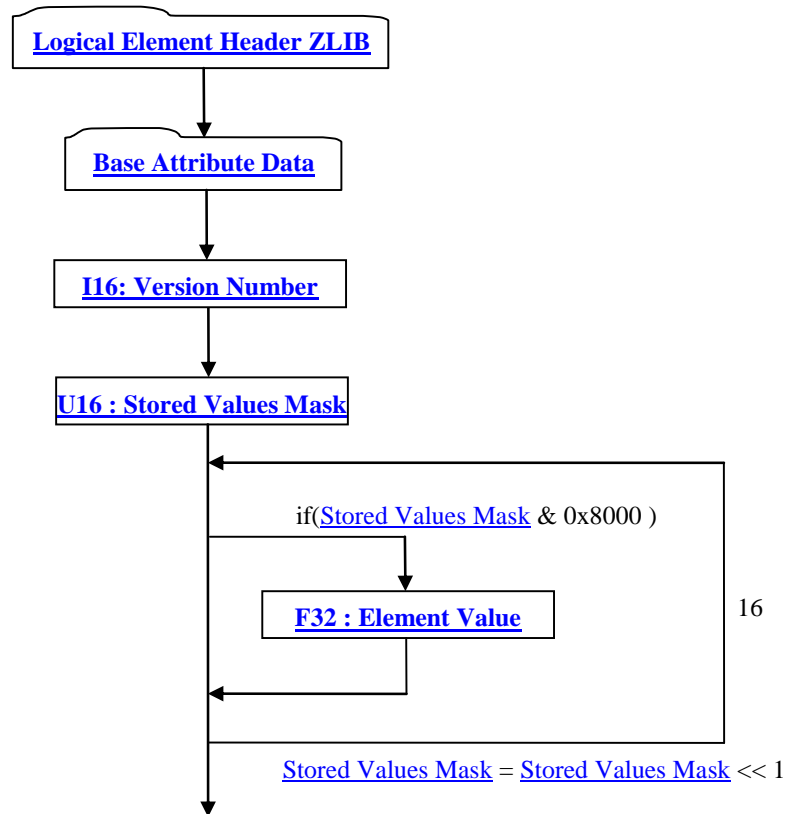 Logical Element Header ZLIB
Base Attribute Data
I16: Version Number
U16 : Stored Values Mask
if(Stored Values Mask & 0x8000 )
F32 : Element Value
16
Stored Values Mask = Stored Values Mask << 1